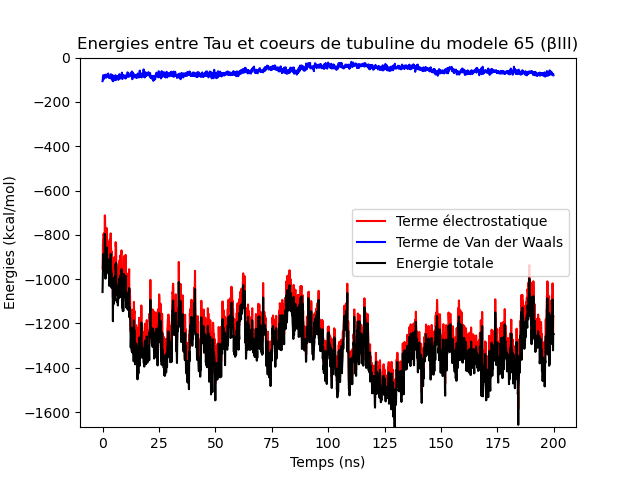 Energies entre Tau et coeurs de tubuline du modele 65 (βIII)
0
−200
−400
−600
−800
−1000
−1200
−1400
−1600
Energies (kcal/mol)
Terme électrostatique
Terme de Van der Waals
Energie totale
0 25 50 75 100 125 150 175 200
Temps (ns)